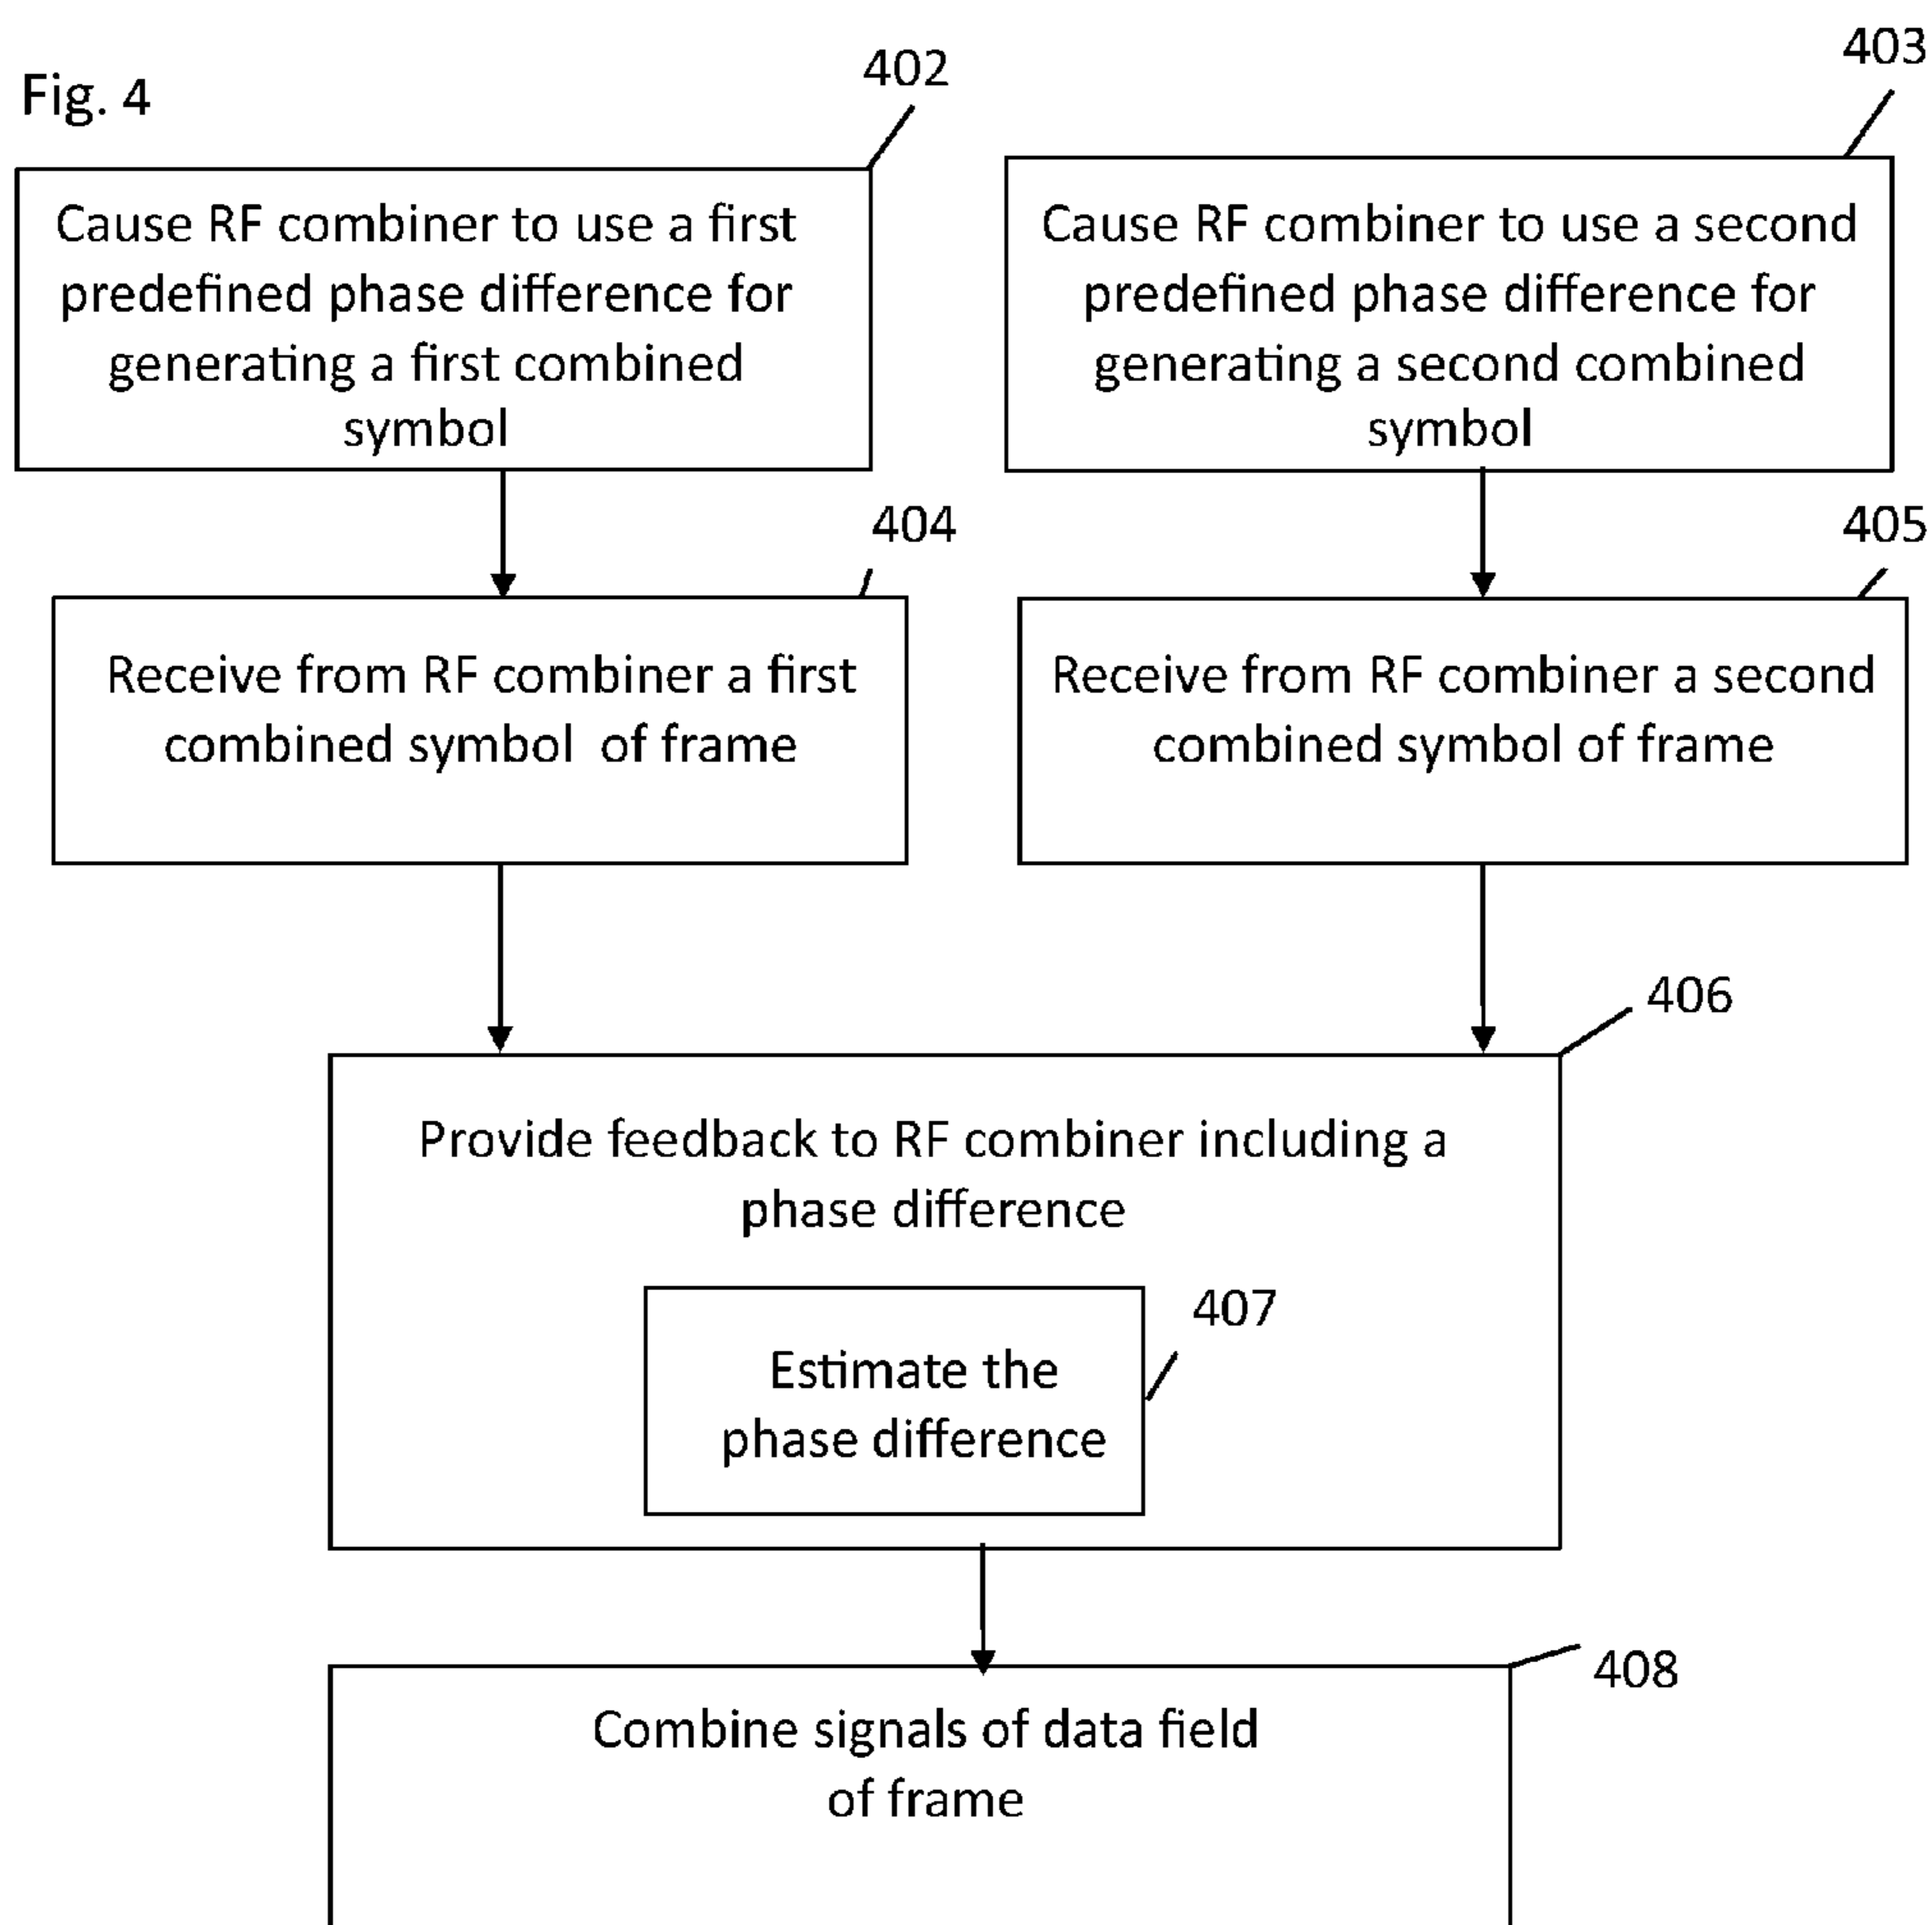 Fig. 4
402
403
Cause RF combiner to use a first
predefined phase difference for
generating a first combined
symbol
Cause RF combiner to use a second
predefined phase difference for
generating a second combined
symbol
404
405
Receive from RF combiner a first
combined symbol of frame
Receive from RF combiner a second
combined symbol of frame
406
Provide feedback to RF combiner including a
phase difference
407
Estimate the
phase difference
408
Combine signals of data field
of frame